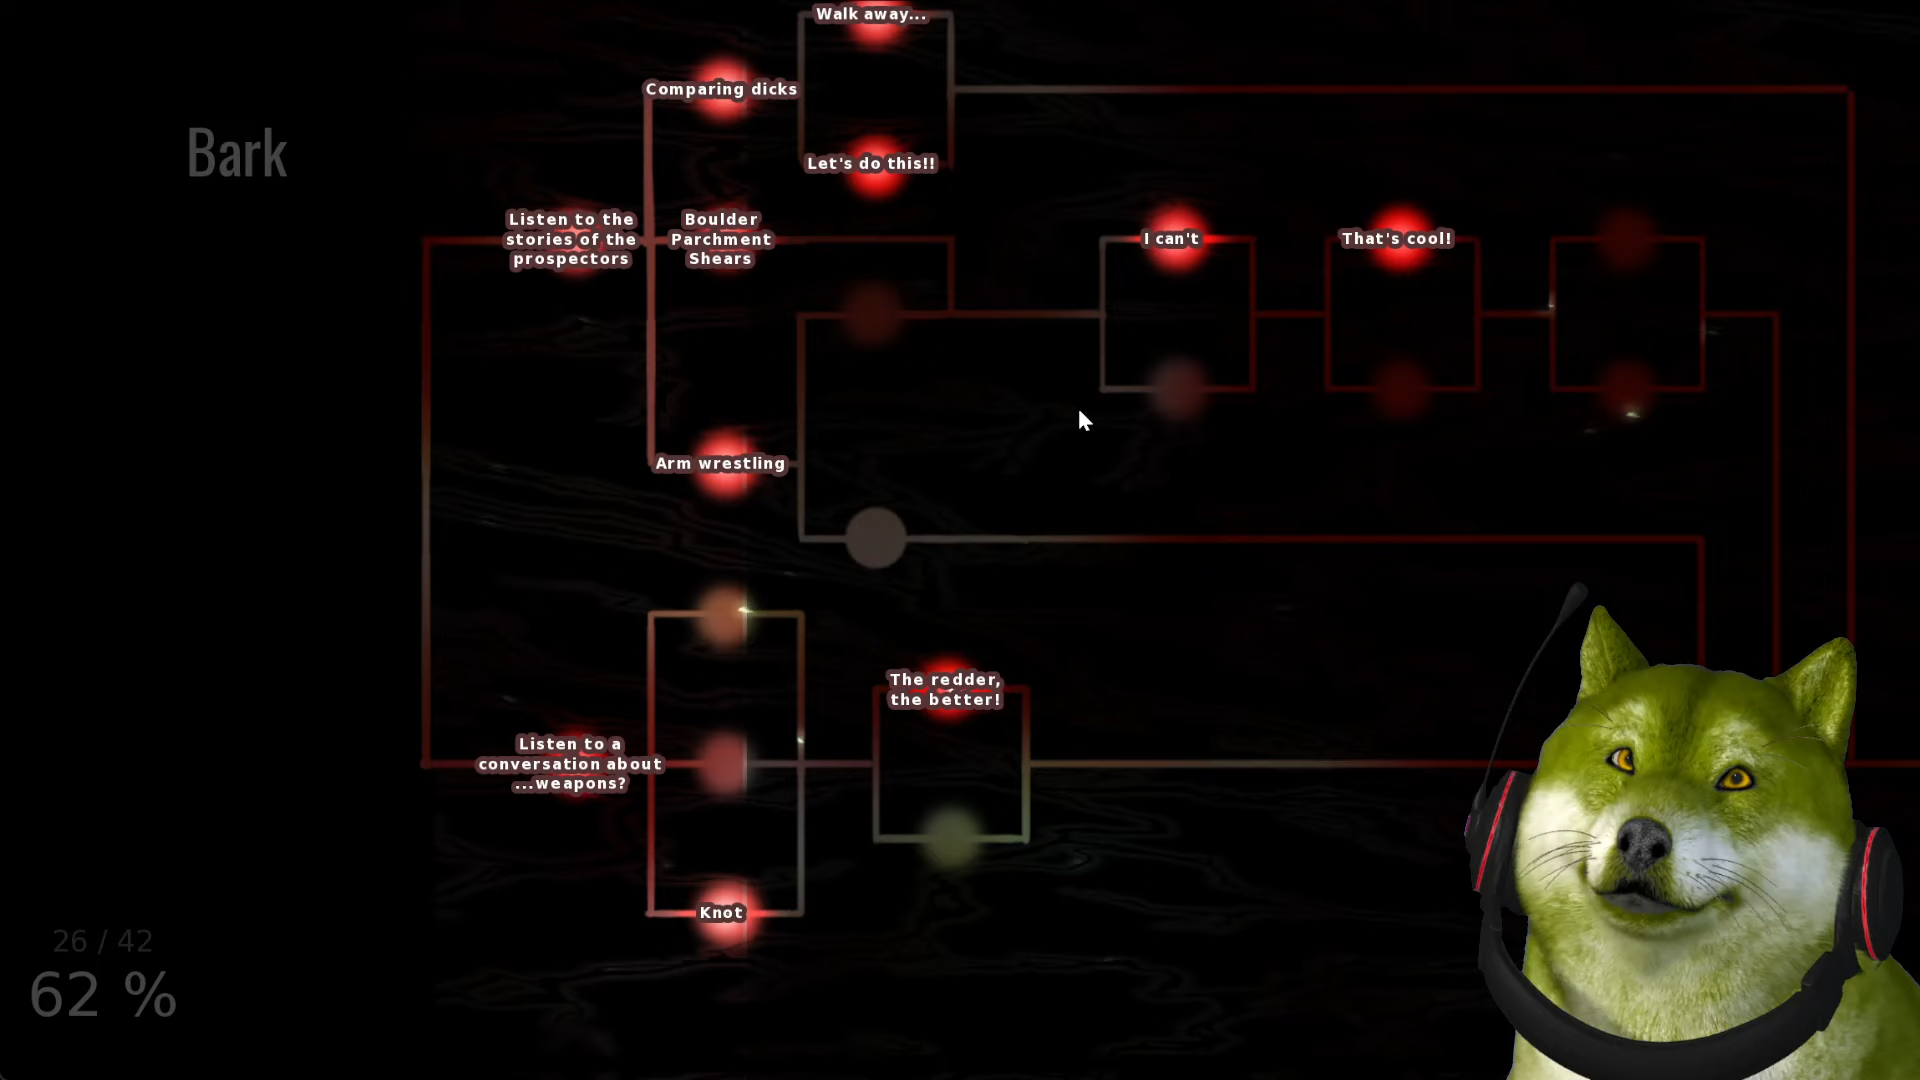 Walk away...
Comparing dicks
Bark
Let's do this!!
Listen to the
stories of the
prospectors
Boulder
Parchment
Shears
I can't
That's cool!
Arm wrestling
The redder,
the better!
Listen to a
conversation about
...weapons?
Knot
26 / 42
62 %